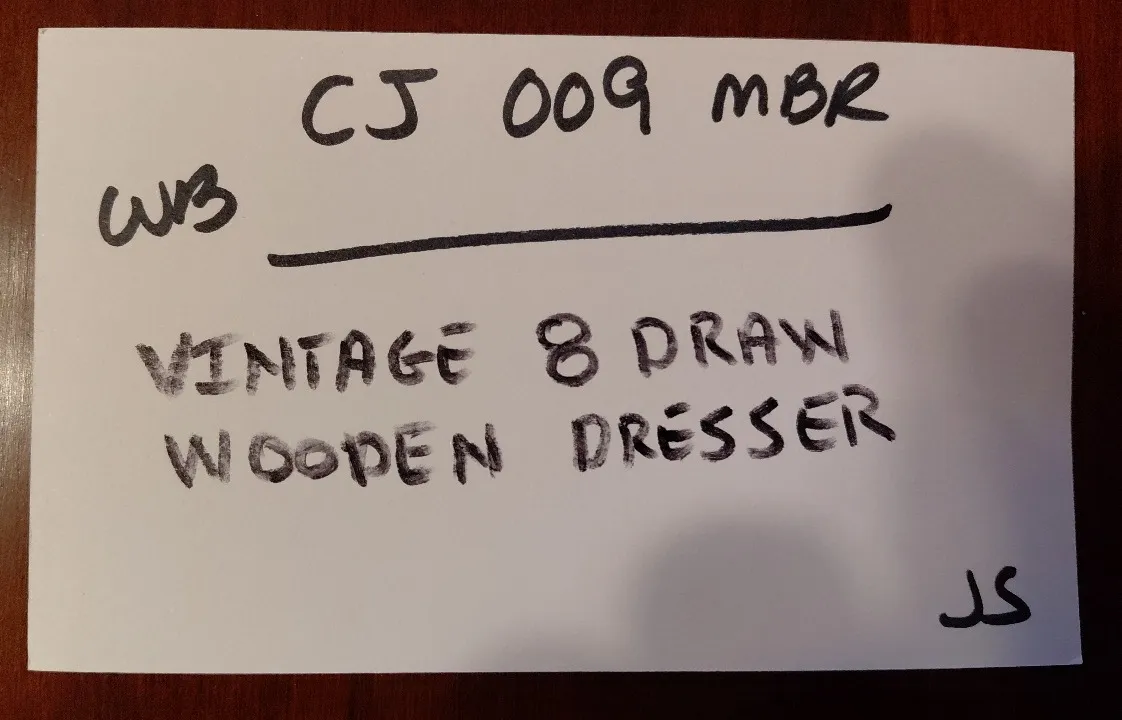 CJ 009 MBR
WB
VINTAGE 8 DRAW
WOODEN DRESSER
JS